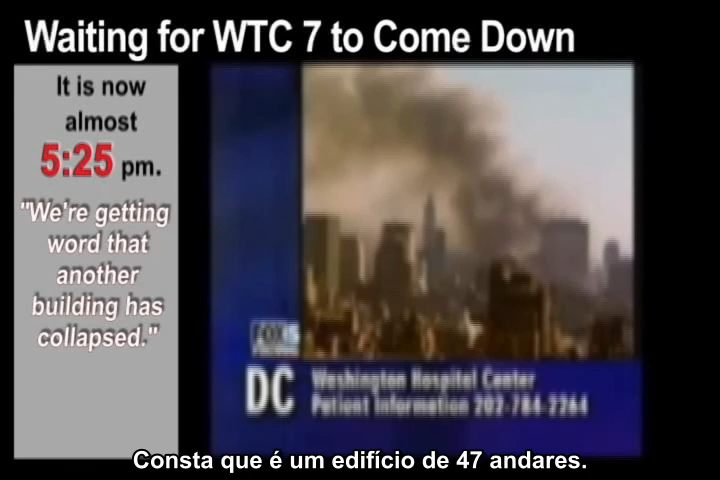 Waiting for WTC 7 to Come Down
It is now
almost
5:25 pm.
"We're getting
word that
another
building has
collapsed."
FOX 5
DC
Washington Hospital Center
Patient Information 202-784-2264
Consta que é um edifício de 47 andares.